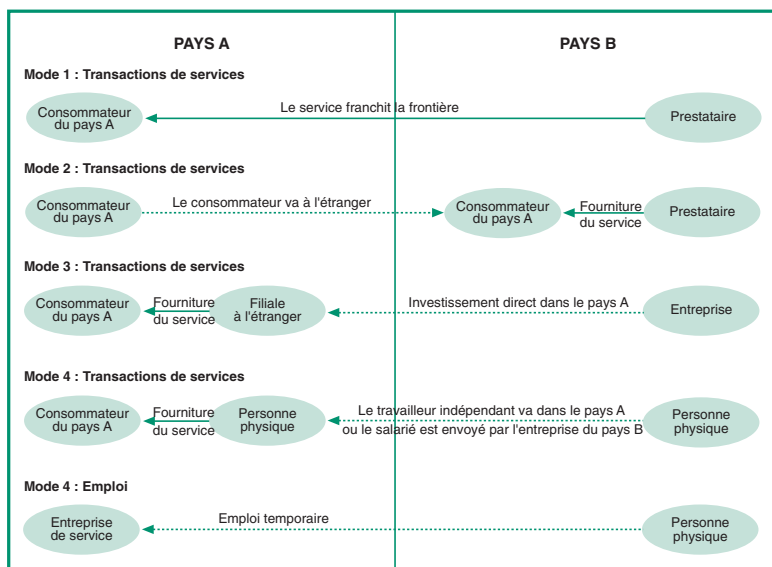 PAYS A
PAYS B
Mode 1 : Transactions de services
Consommateur
du pays A
Le service franchit la frontière
Prestataire
Mode 2 : Transactions de services
Consommateur
du pays A
Le consommateur va à l'étranger
Consommateur
du pays A
Fourniture
du service
Prestataire
Mode 3 : Transactions de services
Consommateur
du pays A
Fourniture
du service
Filiale
à l'étranger
Investissement direct dans le pays A
Entreprise
Mode 4 : Transactions de services
Consommateur
du pays A
Fourniture
du service
Personne
physique
Le travailleur indépendant va dans le pays A
ou le salarié est envoyé par l'entreprise du pays B
Personne
physique
Mode 4 : Emploi
Entreprise
de service
Emploi temporaire
Personne
physique